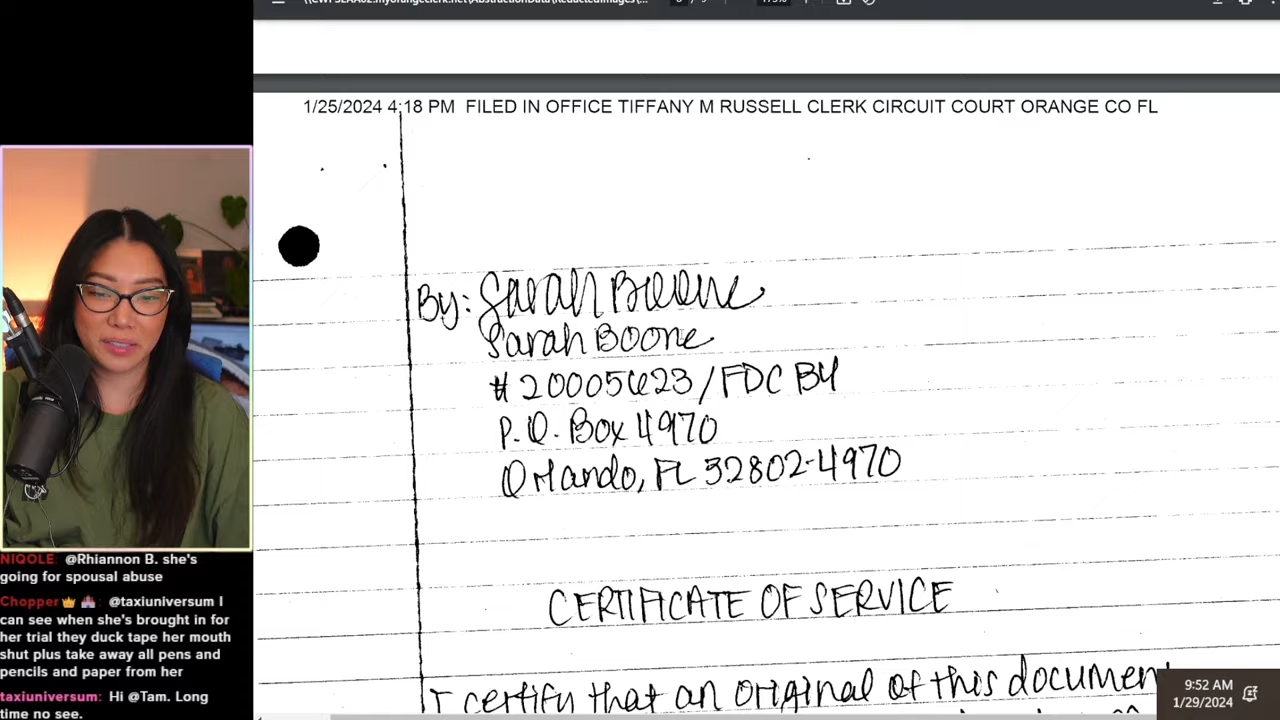 1/25/2024 4:18 PM FILED IN OFFICE TIFFANY M RUSSELL CLERK CIRCUIT COURT ORANGE CO FL
By: Sarah Boone
Sarah Boone
# 20005623/FDC B4
P.O. Box 4970
Orlando, FL 32802-4970
CERTIFICATE OF SERVICE
I certify that an original of this documen
NIQOLE @Rhiannon B. she's
going for spousal abuse
Chopper @taxiuniversum I
can see when she's brought in for
her trial they duck tape her mouth
shut plus take away all pens and
pencils and paper from her
taxiuniversum: Hi @Tam. Long
time no see.
9:52 AM
1/29/2024